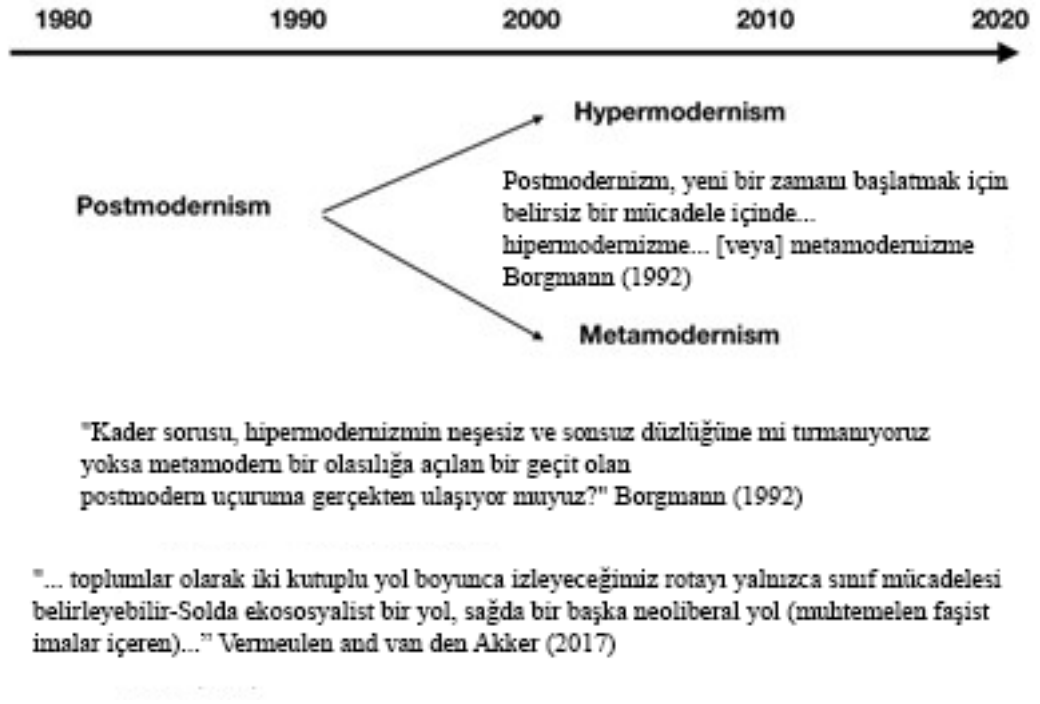 1980 1990 2000 2010 2020
Hypermodernism
Postmodernizm, yeni bir zamanı başlatmak için
belirsiz bir mücadele içinde...
hipermodernizme... [veya] metamodernizme
Borgmann (1992)
Postmodernism
Metamodernism
"Kader sorusu, hipermodernizmin neşesiz ve sonsuz düzlüğüne mi tırmanıyoruz
yoksa metamodern bir olasılığa açılan bir geçit olan
postmodern uçuruma gerçekten ulaşıyor muyuz?" Borgmann (1992)
"... toplumlar olarak iki kutuplu yol boyunca izleyeceğimiz rotayı yalnızca sınıf mücadelesi
belirleyebilir-Solda ekososyalist bir yol, sağda bir başka neoliberal yol (muhtemelen faşist
imalar içeren)...” Vermeulen and van den Akker (2017)